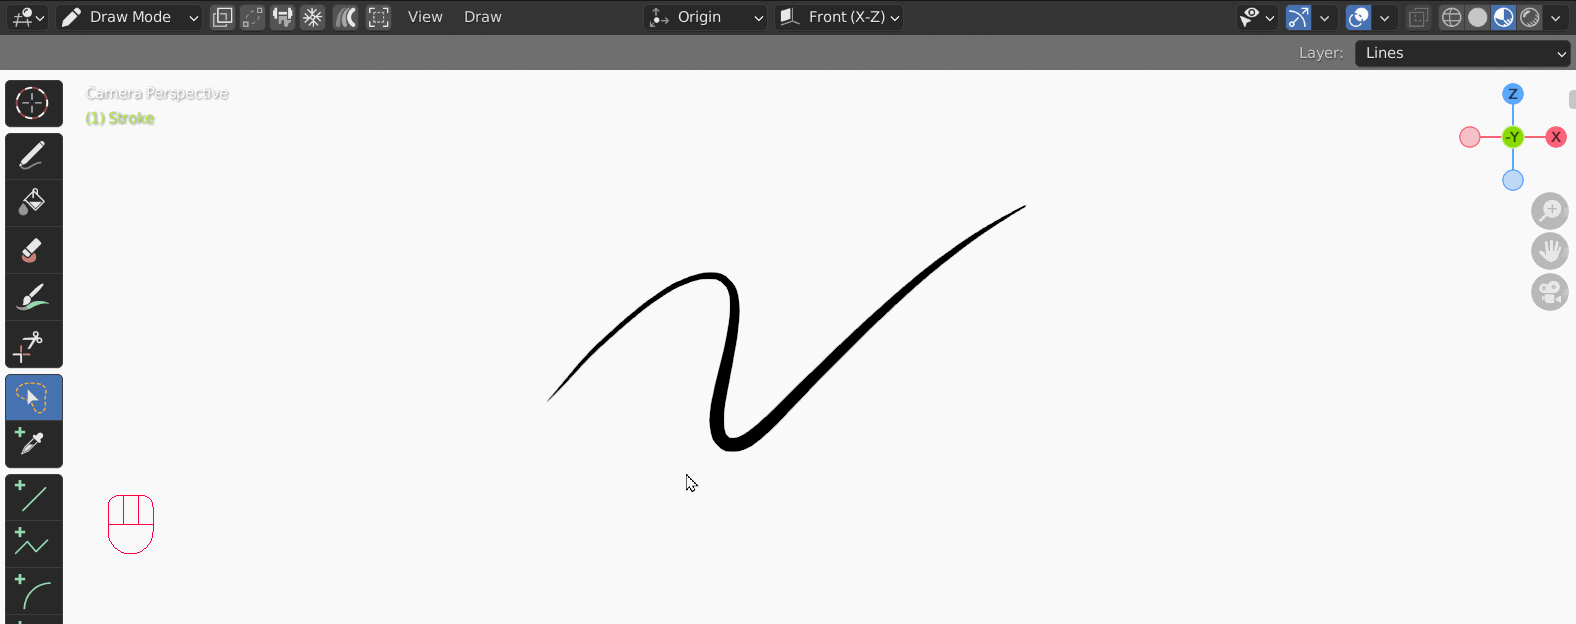 Draw Mode View Draw Origin Front (X-Z)
Layer: Lines
Camera Perspective
(1) Stroke
Z
-Y X